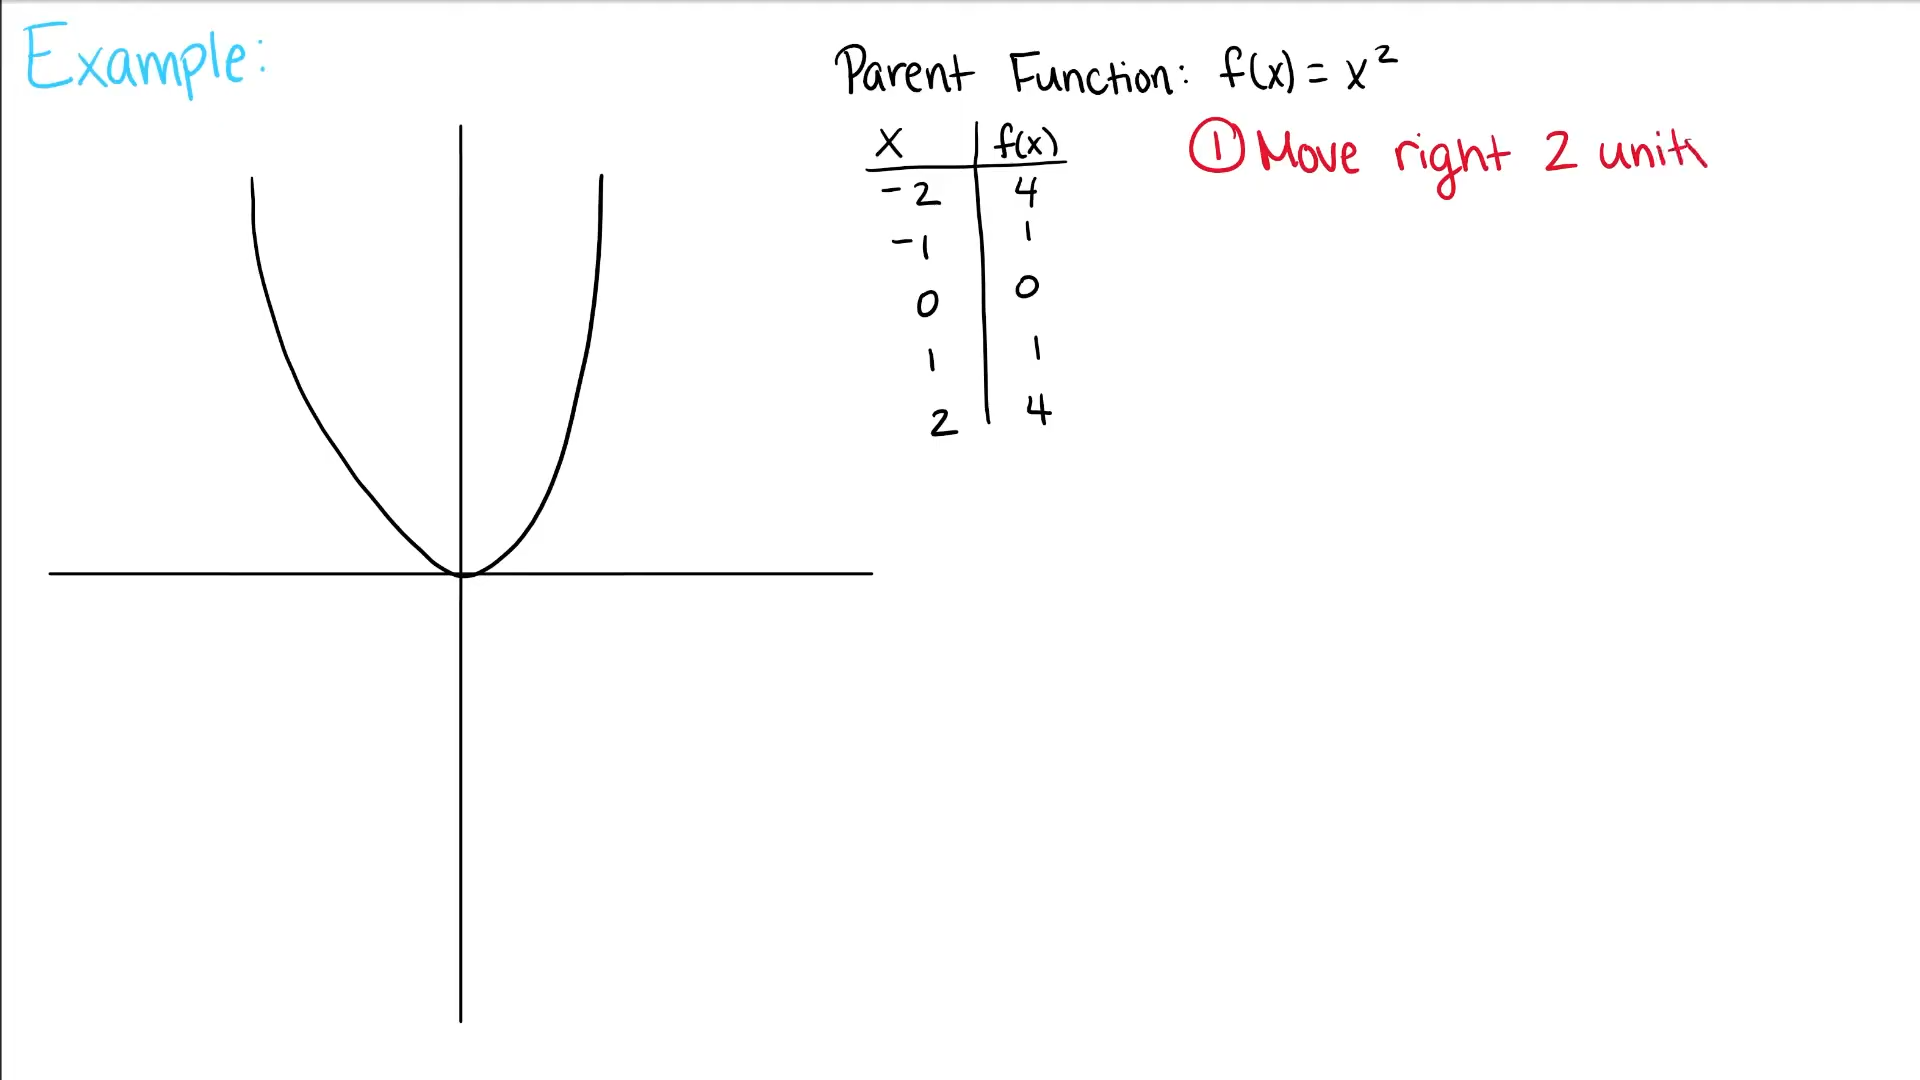 Example:
Parent Function: f(x) = x²
x f(x)
-2 4
-1 1
0 0
1 1
2 4
① Move right 2 units